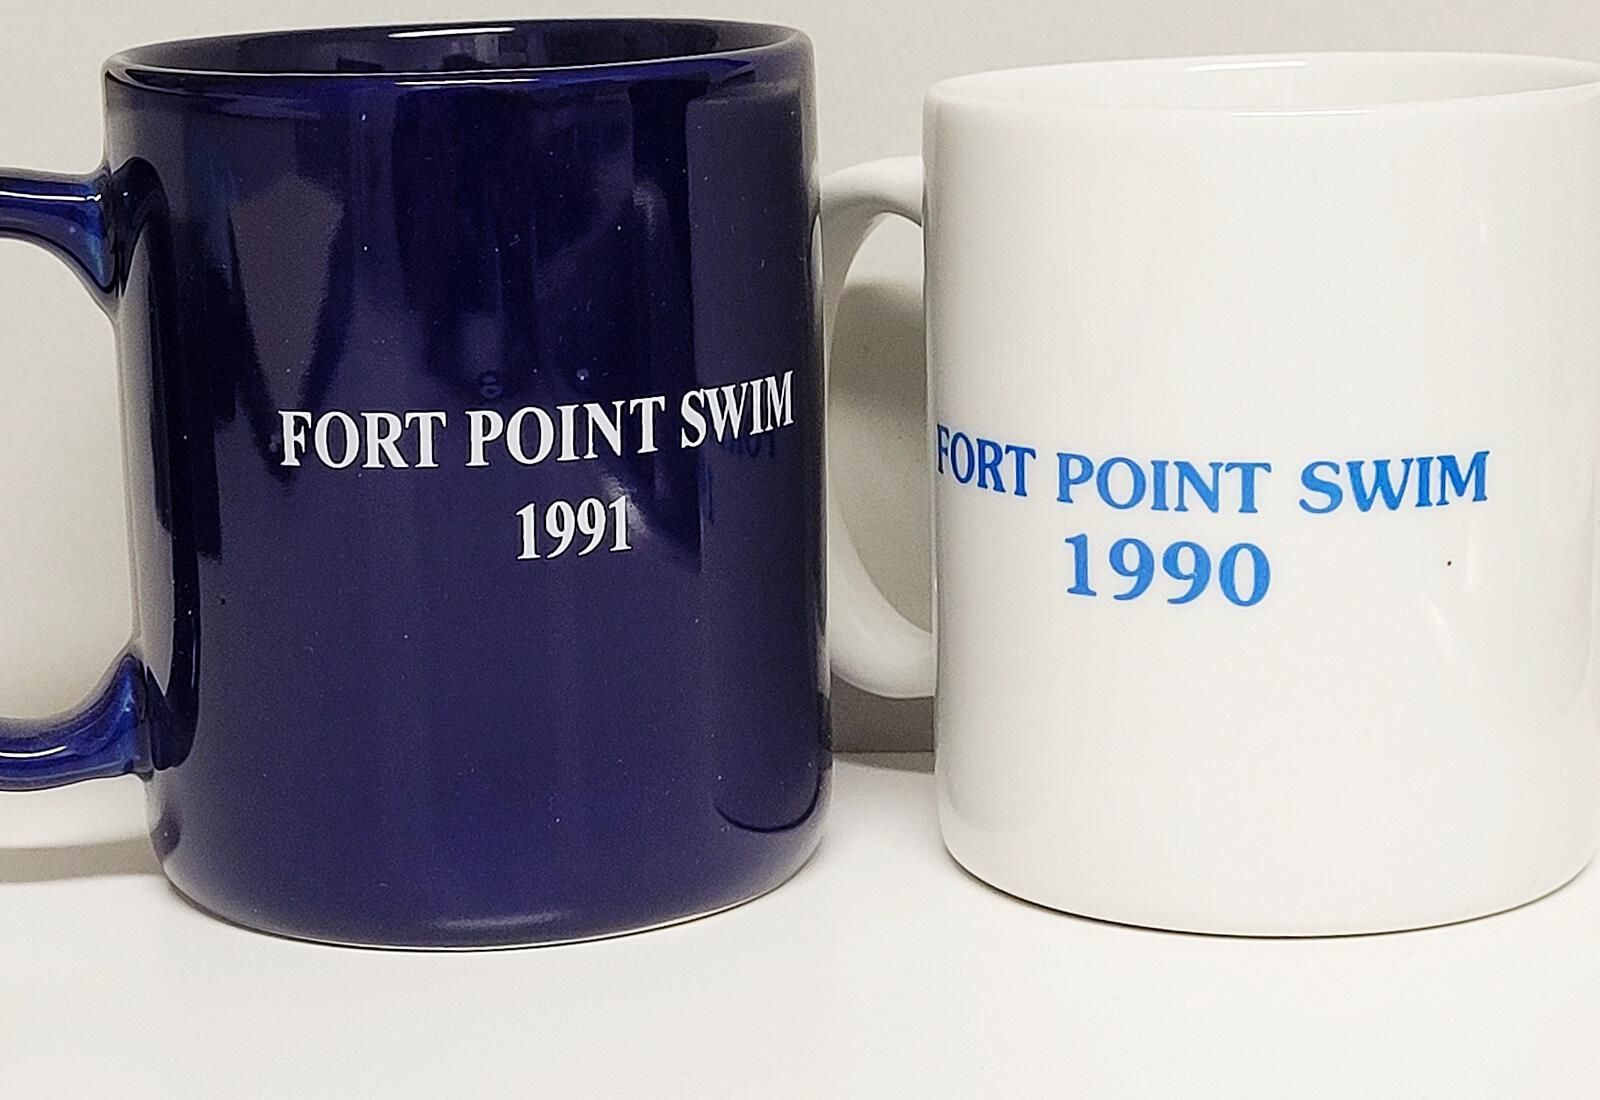 FORT POINT SWIM
1991
FORT POINT SWIM
1990